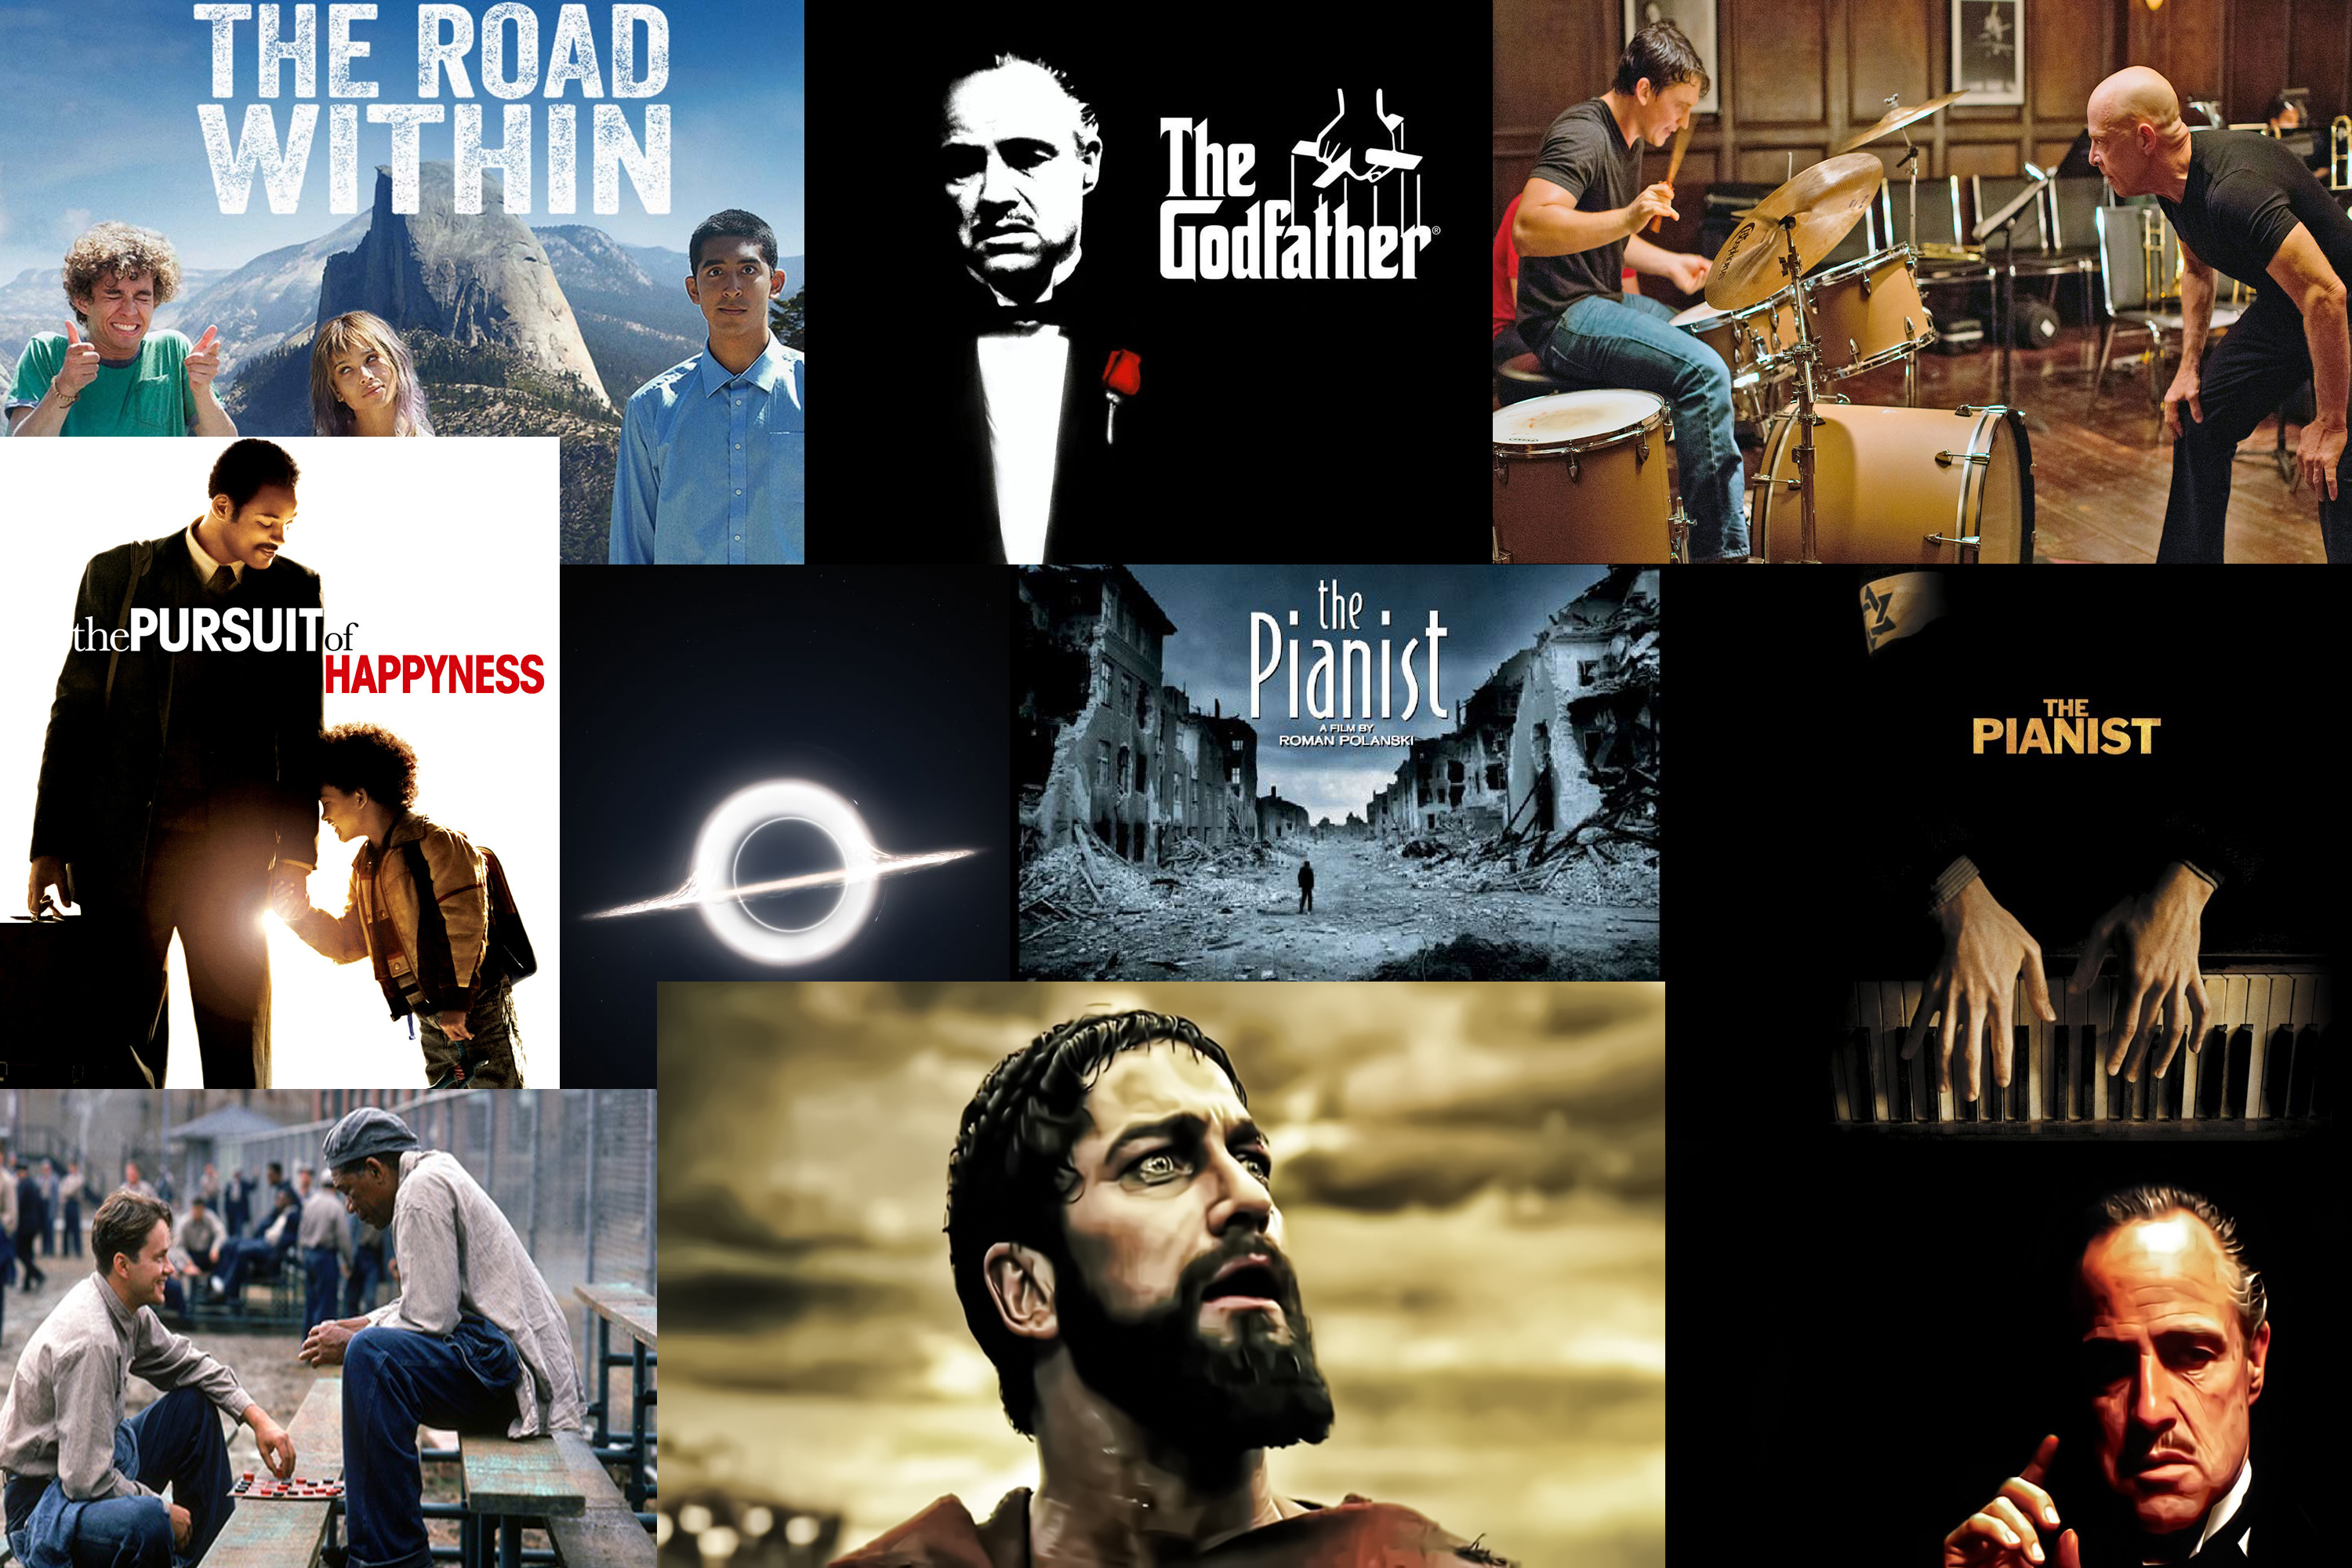 THE ROAD
WITHIN
The
Godfather®
thePURSUITof
HAPPYNESS
the
Pianist
A FILM BY
ROMAN POLANSKI
THE
PIANIST